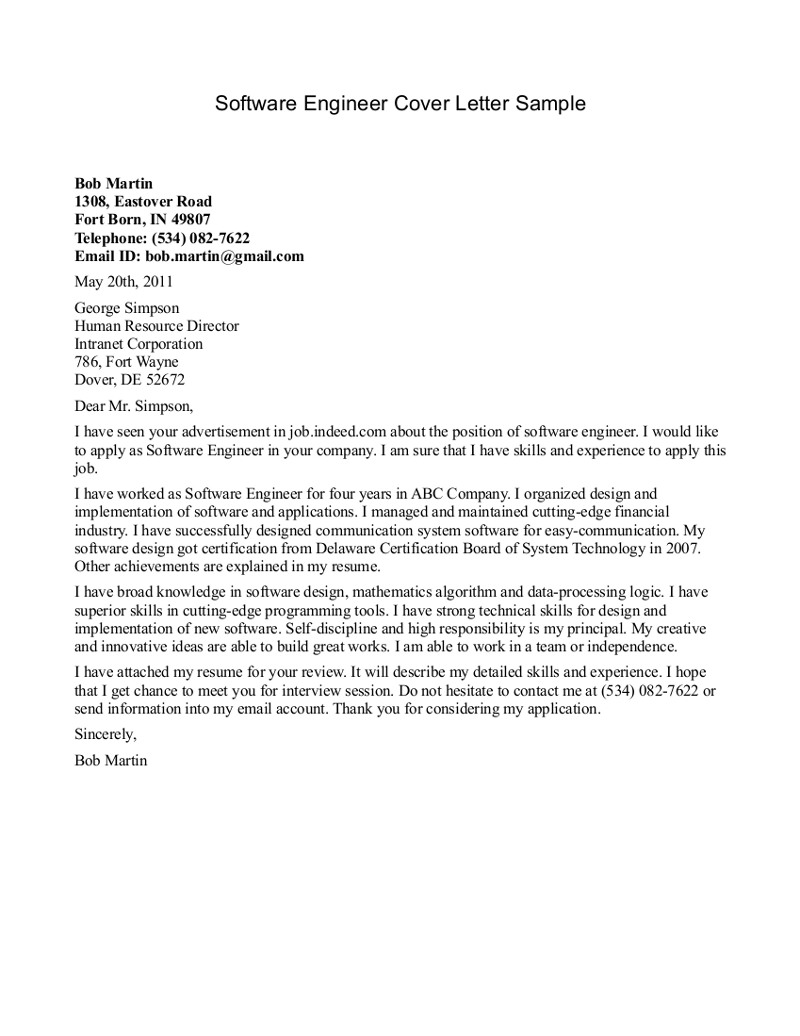 Software Engineer Cover Letter Sample
Bob Martin
1308, Eastover Road
Fort Born, IN 49807
Telephone: (534) 082-7622
Email ID: bob.martin@gmail.com
May 20th, 2011
George Simpson
Human Resource Director
Intranet Corporation
786, Fort Wayne
Dover, DE 52672
Dear Mr. Simpson,
I have seen your advertisement in job.indeed.com about the position of software engineer. I would like
to apply as Software Engineer in your company. I am sure that I have skills and experience to apply this
job.
I have worked as Software Engineer for four years in ABC Company. I organized design and
implementation of software and applications. I managed and maintained cutting-edge financial
industry. I have successfully designed communication system software for easy-communication. My
software design got certification from Delaware Certification Board of System Technology in 2007.
Other achievements are explained in my resume.
I have broad knowledge in software design, mathematics algorithm and data-processing logic. I have
superior skills in cutting-edge programming tools. I have strong technical skills for design and
implementation of new software. Self-discipline and high responsibility is my principal. My creative
and innovative ideas are able to build great works. I am able to work in a team or independence.
I have attached my resume for your review. It will describe my detailed skills and experience. I hope
that I get chance to meet you for interview session. Do not hesitate to contact me at (534) 082-7622 or
send information into my email account. Thank you for considering my application.
Sincerely,
Bob Martin